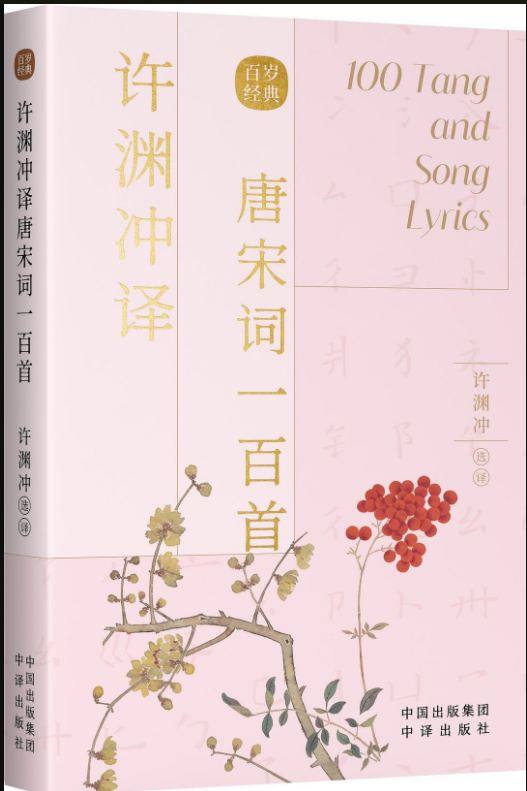 百岁
经典
许渊冲译唐宋词一百首
许渊冲 选 译
中国出版集团
中译出版社
许渊冲译
百岁
经典
唐宋词一百首
100 Tang
and
Song
Lyrics
许渊冲 选 译
中国出版集团
中译出版社